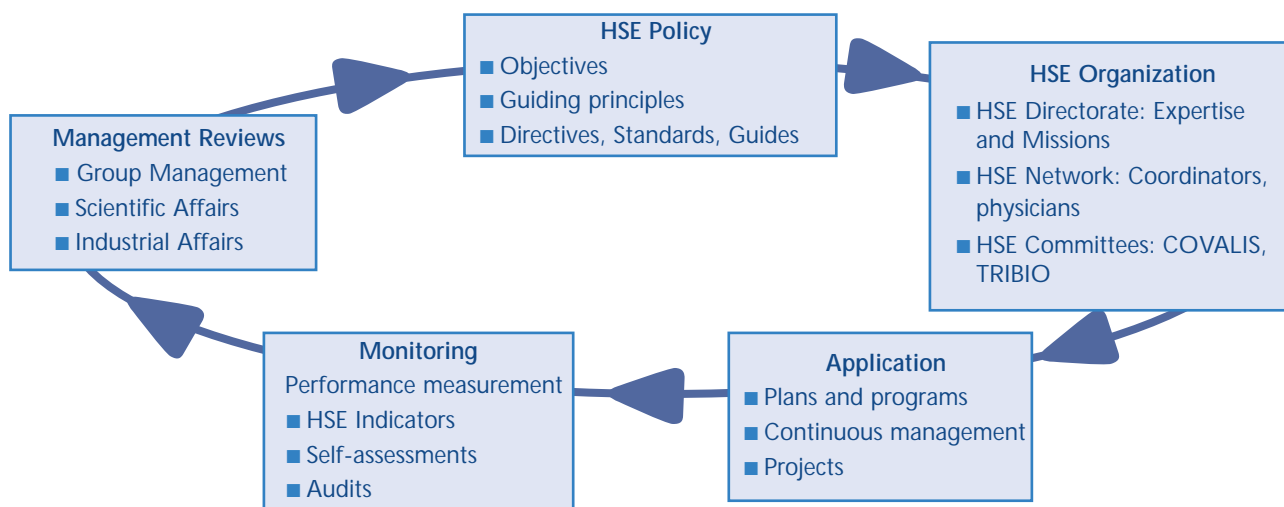 HSE Policy
■ Objectives
■ Guiding principles
■ Directives, Standards, Guides
HSE Organization
■ HSE Directorate: Expertise
and Missions
■ HSE Network: Coordinators,
physicians
■ HSE Committees: COVALIS,
TRIBIO
Management Reviews
■ Group Management
■ Scientific Affairs
■ Industrial Affairs
Monitoring
Performance measurement
■ HSE Indicators
■ Self-assessments
■ Audits
Application
■ Plans and programs
■ Continuous management
■ Projects